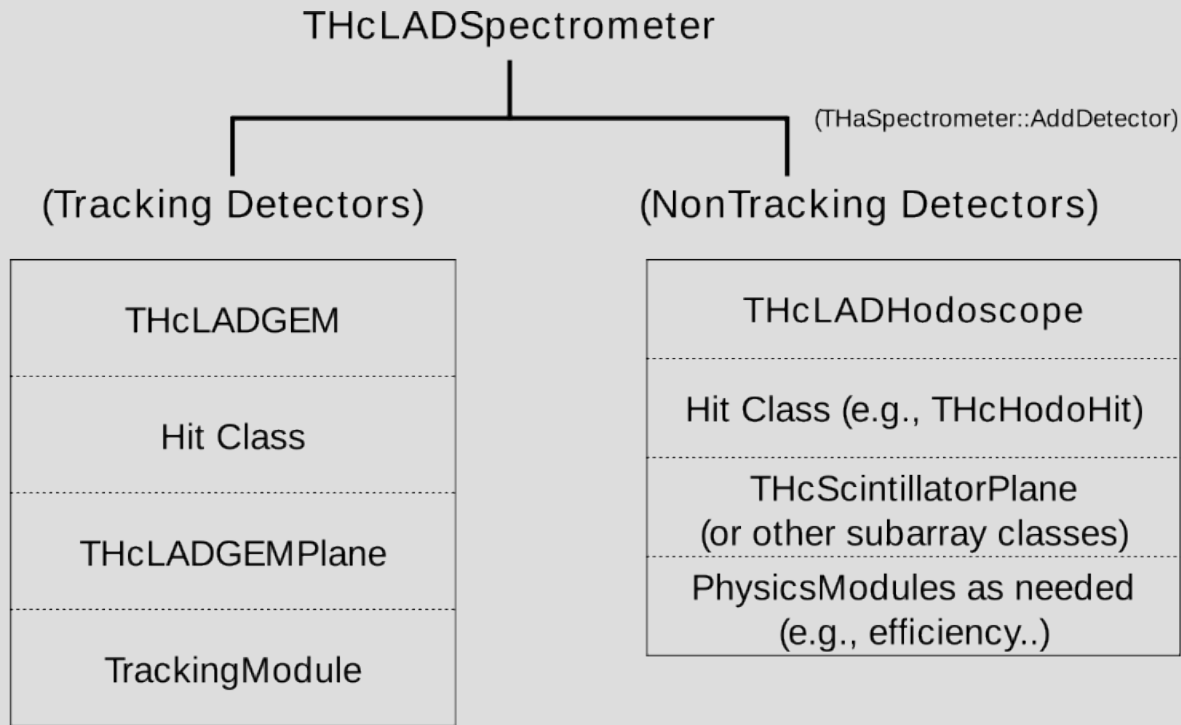 THcLADSpectrometer
(THaSpectrometer::AddDetector)
(Tracking Detectors)
(NonTracking Detectors)
THcLADGEM
Hit Class
THcLADGEMPlane
TrackingModule
THcLADHodoscope
Hit Class (e.g., THcHodoHit)
THcScintillatorPlane
(or other subarray classes)
PhysicsModules as needed
(e.g., efficiency..)